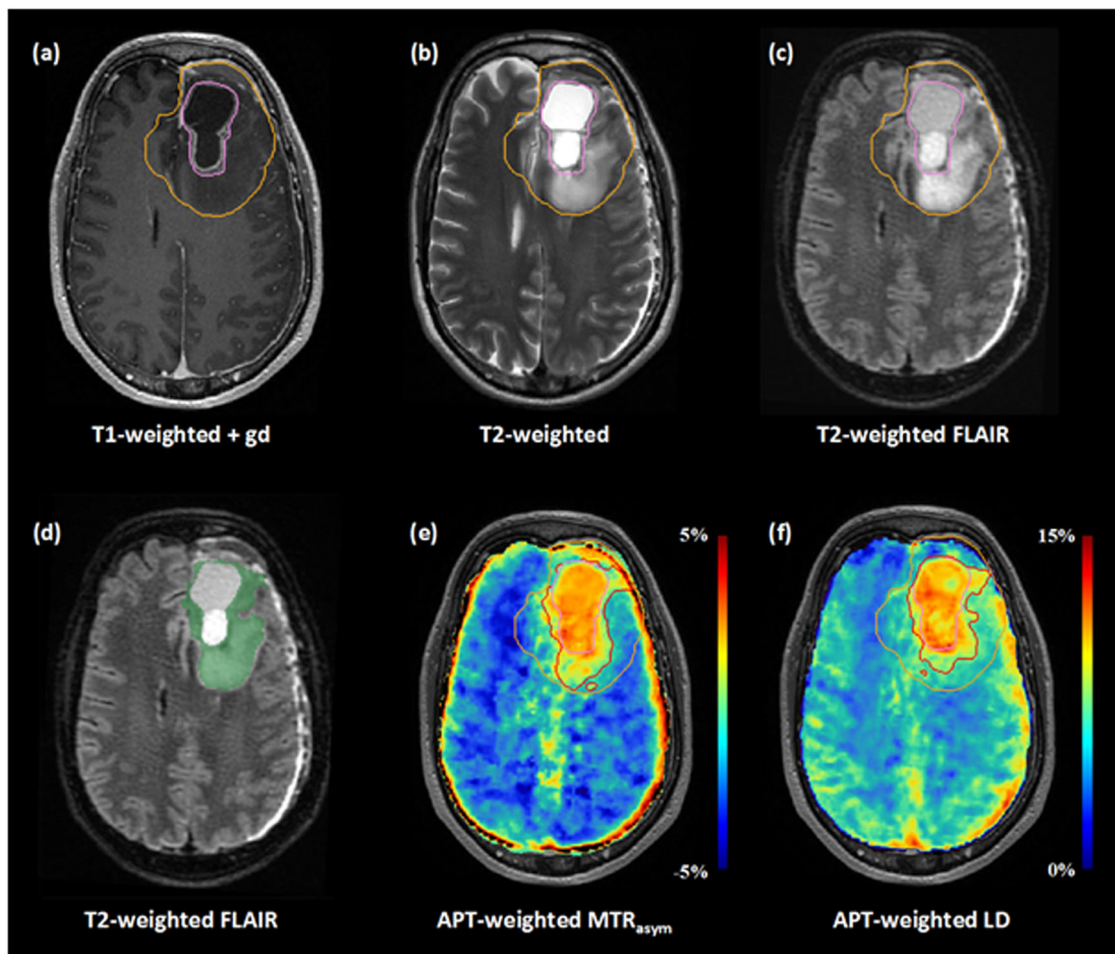 (a) (b) (c)
T1-weighted + gd T2-weighted T2-weighted FLAIR
(d) (e) 5% (f) 15%
-5% 0%
T2-weighted FLAIR APT-weighted MTRasym APT-weighted LD